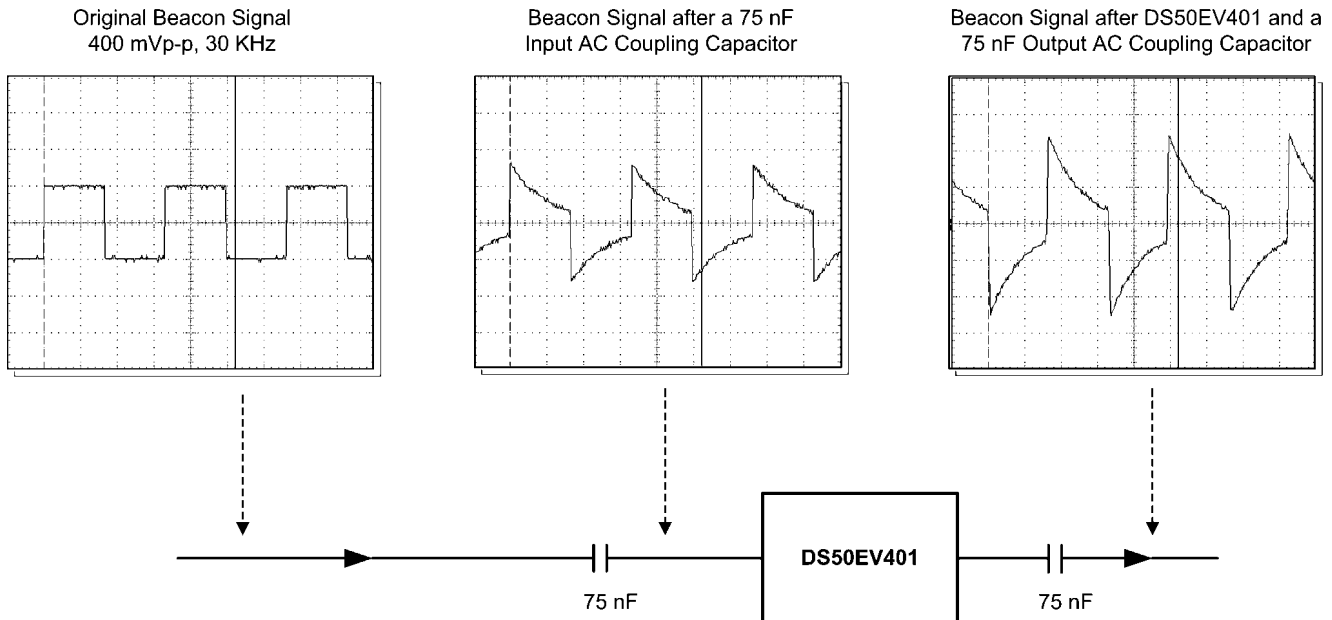 Original Beacon Signal
400 mVp-p, 30 KHz
Beacon Signal after a 75 nF
Input AC Coupling Capacitor
Beacon Signal after DS50EV401 and a
75 nF Output AC Coupling Capacitor
DS50EV401
75 nF
75 nF